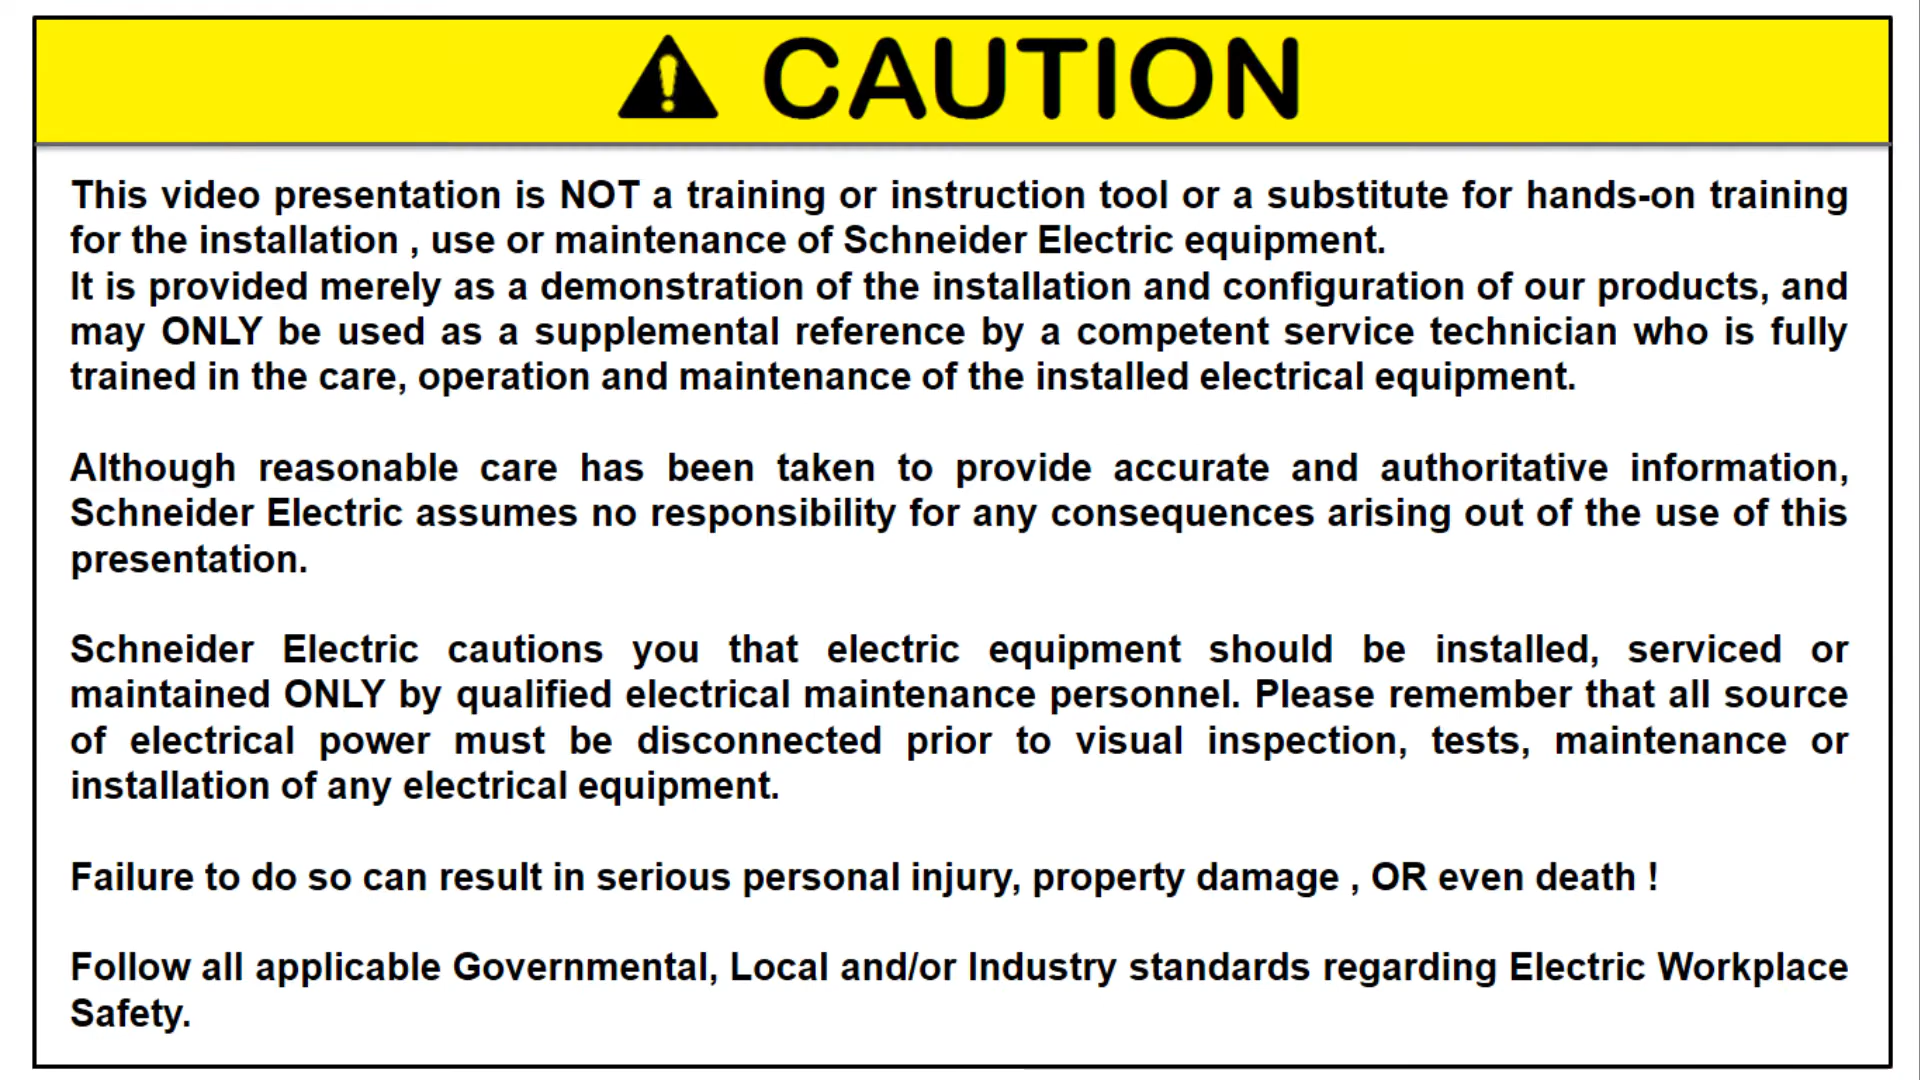 CAUTION
This video presentation is NOT a training or instruction tool or a substitute for hands-on training
for the installation , use or maintenance of Schneider Electric equipment.
It is provided merely as a demonstration of the installation and configuration of our products, and
may ONLY be used as a supplemental reference by a competent service technician who is fully
trained in the care, operation and maintenance of the installed electrical equipment.
Although reasonable care has been taken to provide accurate and authoritative information,
Schneider Electric assumes no responsibility for any consequences arising out of the use of this
presentation.
Schneider Electric cautions you that electric equipment should be installed, serviced or
maintained ONLY by qualified electrical maintenance personnel. Please remember that all source
of electrical power must be disconnected prior to visual inspection, tests, maintenance or
installation of any electrical equipment.
Failure to do so can result in serious personal injury, property damage , OR even death !
Follow all applicable Governmental, Local and/or Industry standards regarding Electric Workplace
Safety.